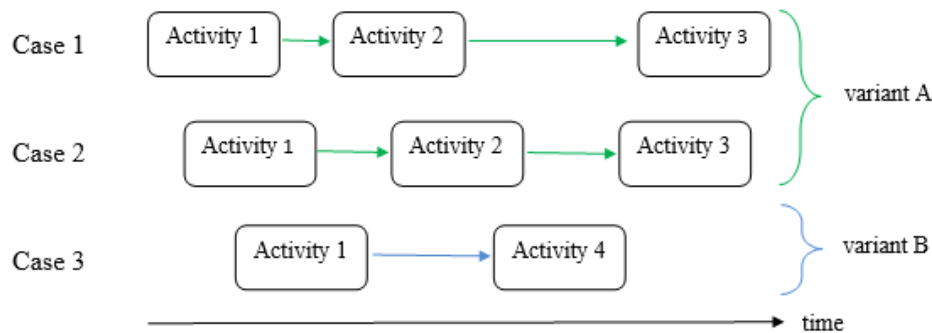 Case 1
Activity 1
Activity 2
Activity 3
variant A
Case 2
Activity 1
Activity 2
Activity 3
Case 3
Activity 1
Activity 4
variant B
time